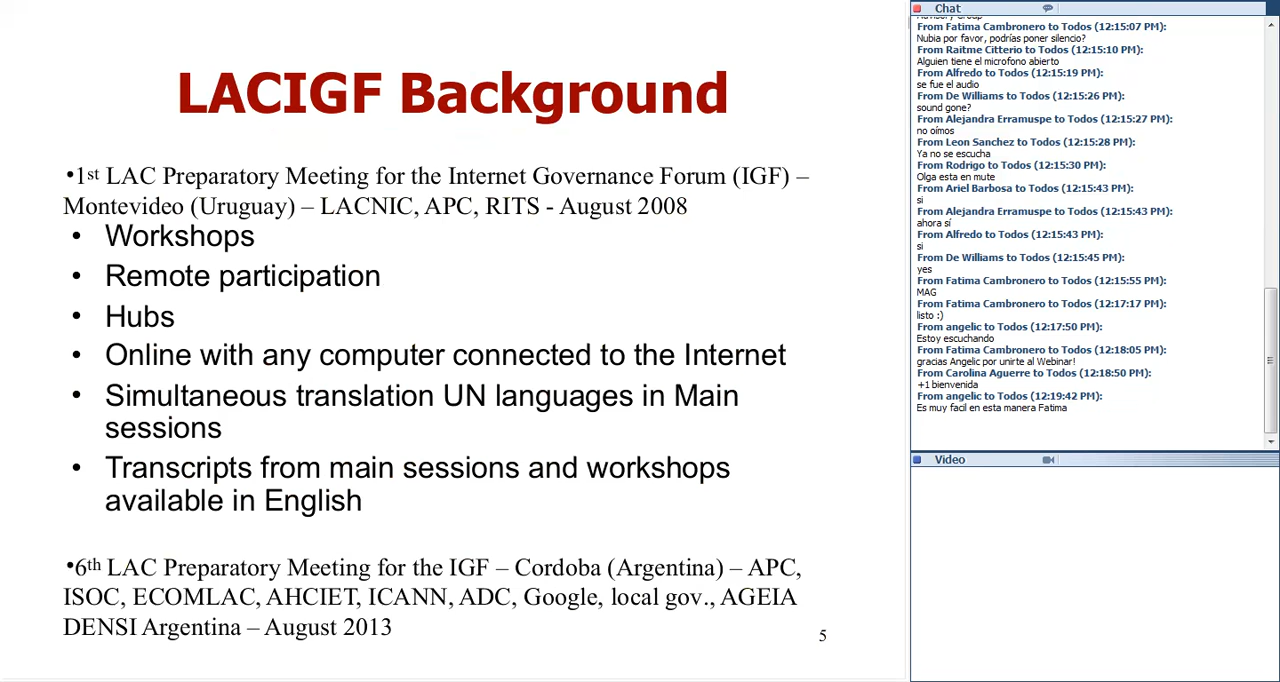 LACIGF Background
•1st LAC Preparatory Meeting for the Internet Governance Forum (IGF) –
Montevideo (Uruguay) – LACNIC, APC, RITS - August 2008
• Workshops
• Remote participation
• Hubs
• Online with any computer connected to the Internet
• Simultaneous translation UN languages in Main
sessions
• Transcripts from main sessions and workshops
available in English
•6th LAC Preparatory Meeting for the IGF – Cordoba (Argentina) – APC,
ISOC, ECOMLAC, AHCIET, ICANN, ADC, Google, local gov., AGEIA
DENSI Argentina – August 2013
5
Chat
From Fatima Cambronero to Todos (12:15:07 PM):
Nubia por favor, podrías poner silencio?
From Raitme Citterio to Todos (12:15:10 PM):
Alguien tiene el microfono abierto
From Alfredo to Todos (12:15:19 PM):
se fue el audio
From De Williams to Todos (12:15:26 PM):
sound gone?
From Alejandra Erramuspe to Todos (12:15:27 PM):
no oímos
From Leon Sanchez to Todos (12:15:28 PM):
Ya no se escucha
From Rodrigo to Todos (12:15:30 PM):
Olga esta en mute
From Ariel Barbosa to Todos (12:15:43 PM):
si
From Alejandra Erramuspe to Todos (12:15:43 PM):
ahora sí
From Alfredo to Todos (12:15:43 PM):
si
From De Williams to Todos (12:15:45 PM):
yes
From Fatima Cambronero to Todos (12:15:55 PM):
MAG
From Fatima Cambronero to Todos (12:17:17 PM):
listo :)
From angelic to Todos (12:17:50 PM):
Estoy escuchando
From Fatima Cambronero to Todos (12:18:05 PM):
gracias Angelic por unirte al Webinar!
From Carolina Aguerre to Todos (12:18:50 PM):
+1 bienvenida
From angelic to Todos (12:19:42 PM):
Es muy facil en esta manera Fatima
Video